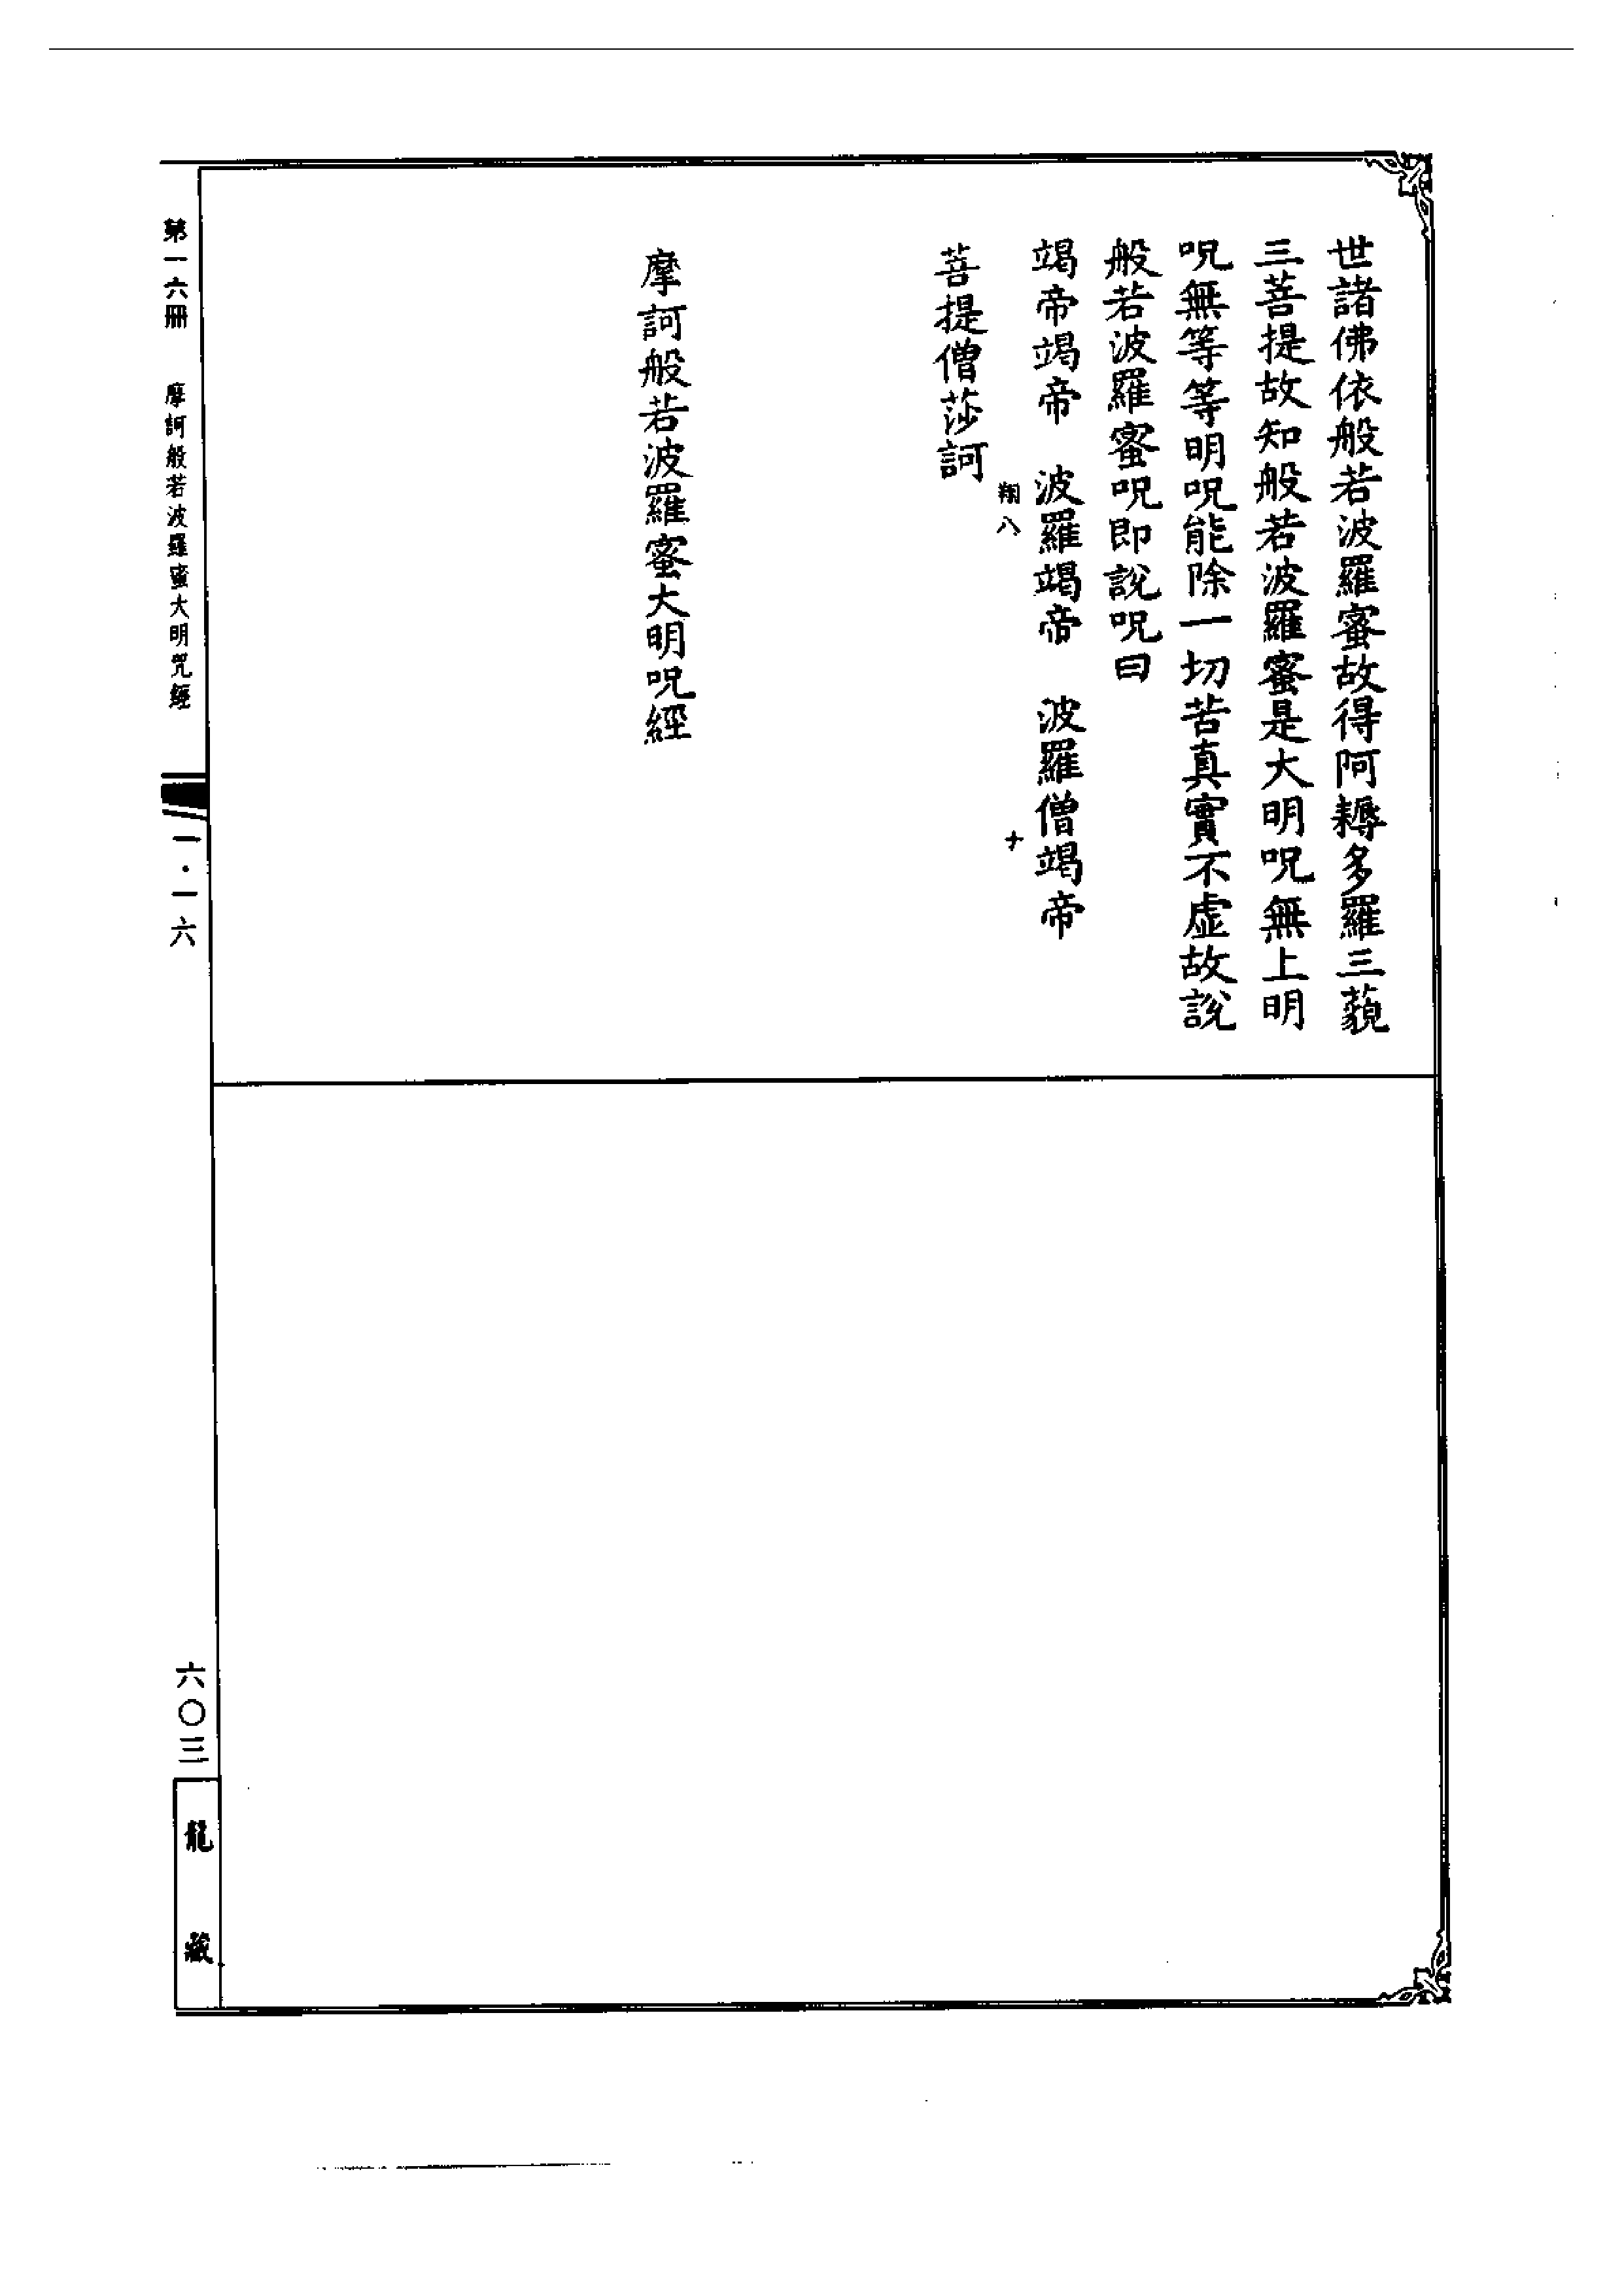 世諸佛依般若波羅蜜故得阿耨多羅三藐
三菩提故知般若波羅蜜是大明呪無上明
呪無等等明呪能除一切苦真實不虛故說
般若波羅蜜呪即說呪曰
竭帝竭帝　波羅竭帝　波羅僧竭帝
翔八　十
菩提僧莎訶
摩訶般若波羅蜜大明呪經
第一六冊　摩訶般若波羅蜜大明咒經
一·一六
六〇三
龍藏